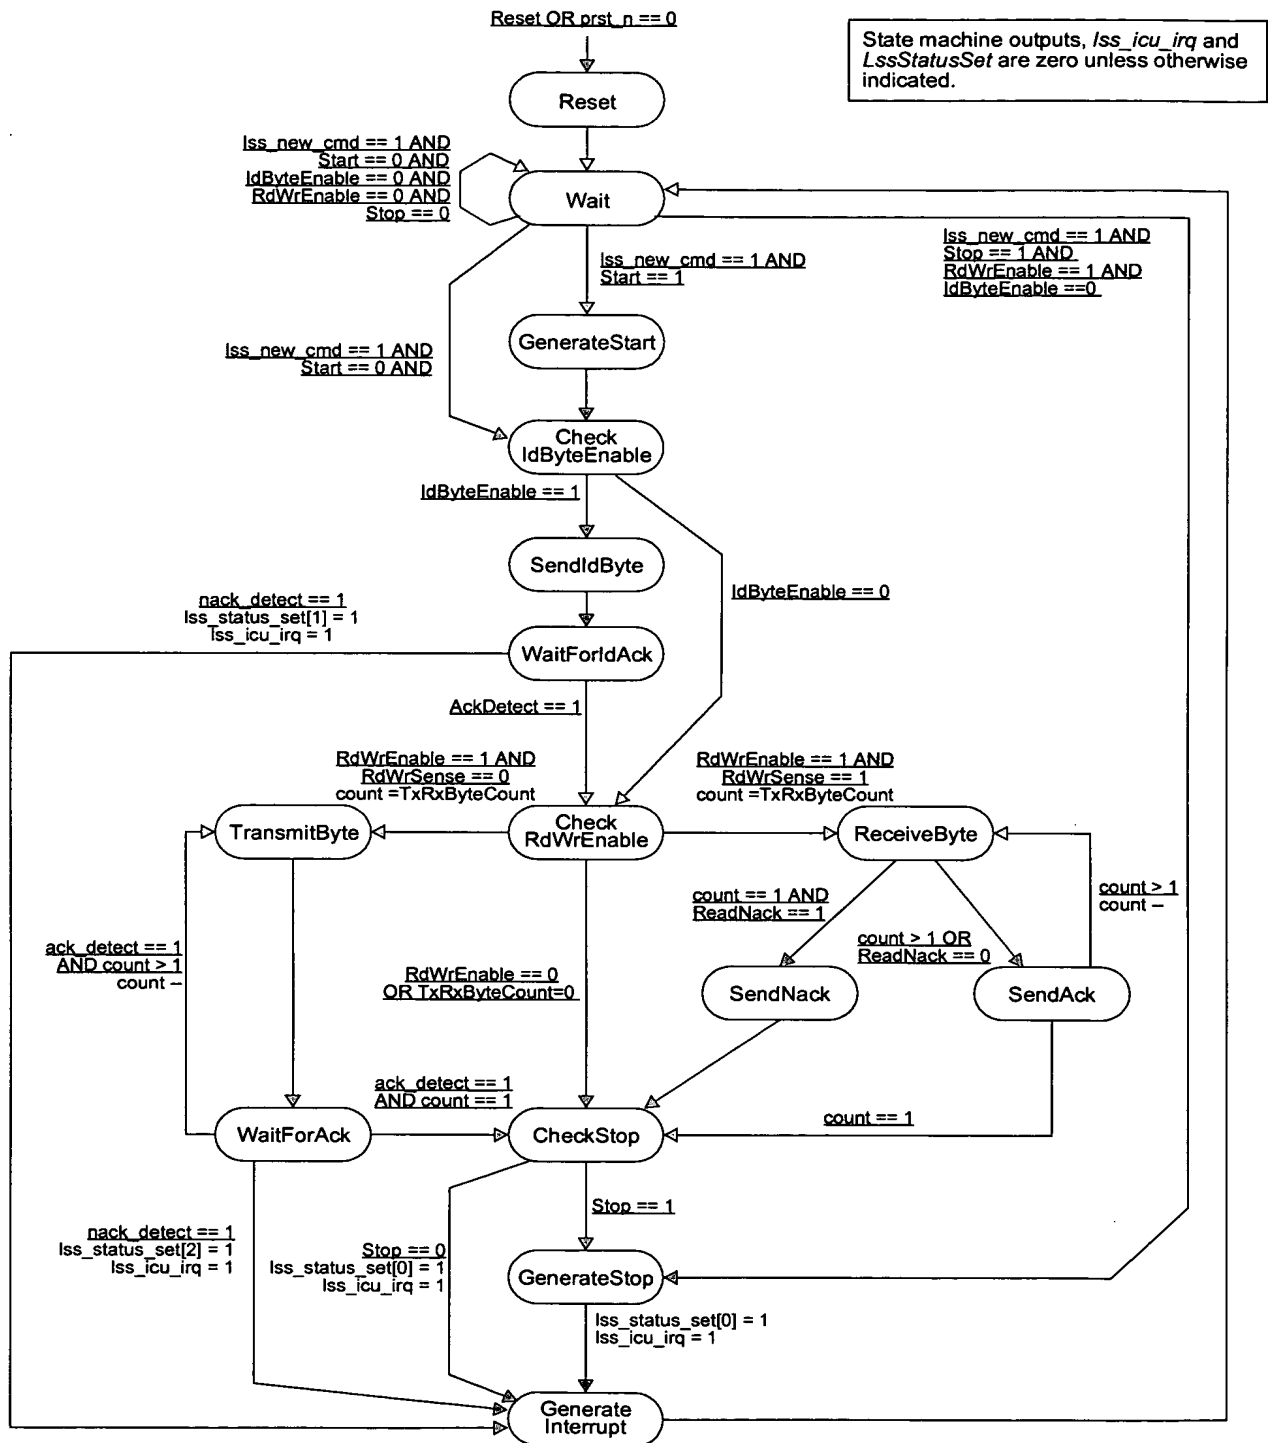 Reset OR prst_n == 0
State machine outputs, lss_icu_irq and
LssStatusSet are zero unless otherwise
indicated.
Reset
lss_new_cmd == 1 AND
Start == 0 AND
IdByteEnable == 0 AND
RdWrEnable == 0 AND
Stop == 0
Wait
lss_new_cmd == 1 AND
Start == 1
lss_new_cmd == 1 AND
Stop == 1 AND
RdWrEnable == 1 AND
IdByteEnable ==0
GenerateStart
lss_new_cmd == 1 AND
Start == 0 AND
Check
IdByteEnable
IdByteEnable == 1
SendIdByte
IdByteEnable == 0
nack_detect == 1
lss_status_set[1] = 1
lss_icu_irq = 1
WaitForIdAck
AckDetect == 1
RdWrEnable == 1 AND
RdWrSense == 0
count =TxRxByteCount
RdWrEnable == 1 AND
RdWrSense == 1
count =TxRxByteCount
TransmitByte
Check
RdWrEnable
ReceiveByte
count == 1 AND
ReadNack == 1
count > 1
count –
ack_detect == 1
AND count > 1
count –
count > 1 OR
ReadNack == 0
RdWrEnable == 0
OR TxRxByteCount=0
SendNack
SendAck
ack_detect == 1
AND count == 1
WaitForAck
CheckStop
count == 1
Stop == 1
nack_detect == 1
lss_status_set[2] = 1
lss_icu_irq = 1
Stop == 0
lss_status_set[0] = 1
lss_icu_irq = 1
GenerateStop
lss_status_set[0] = 1
lss_icu_irq = 1
Generate
Interrupt